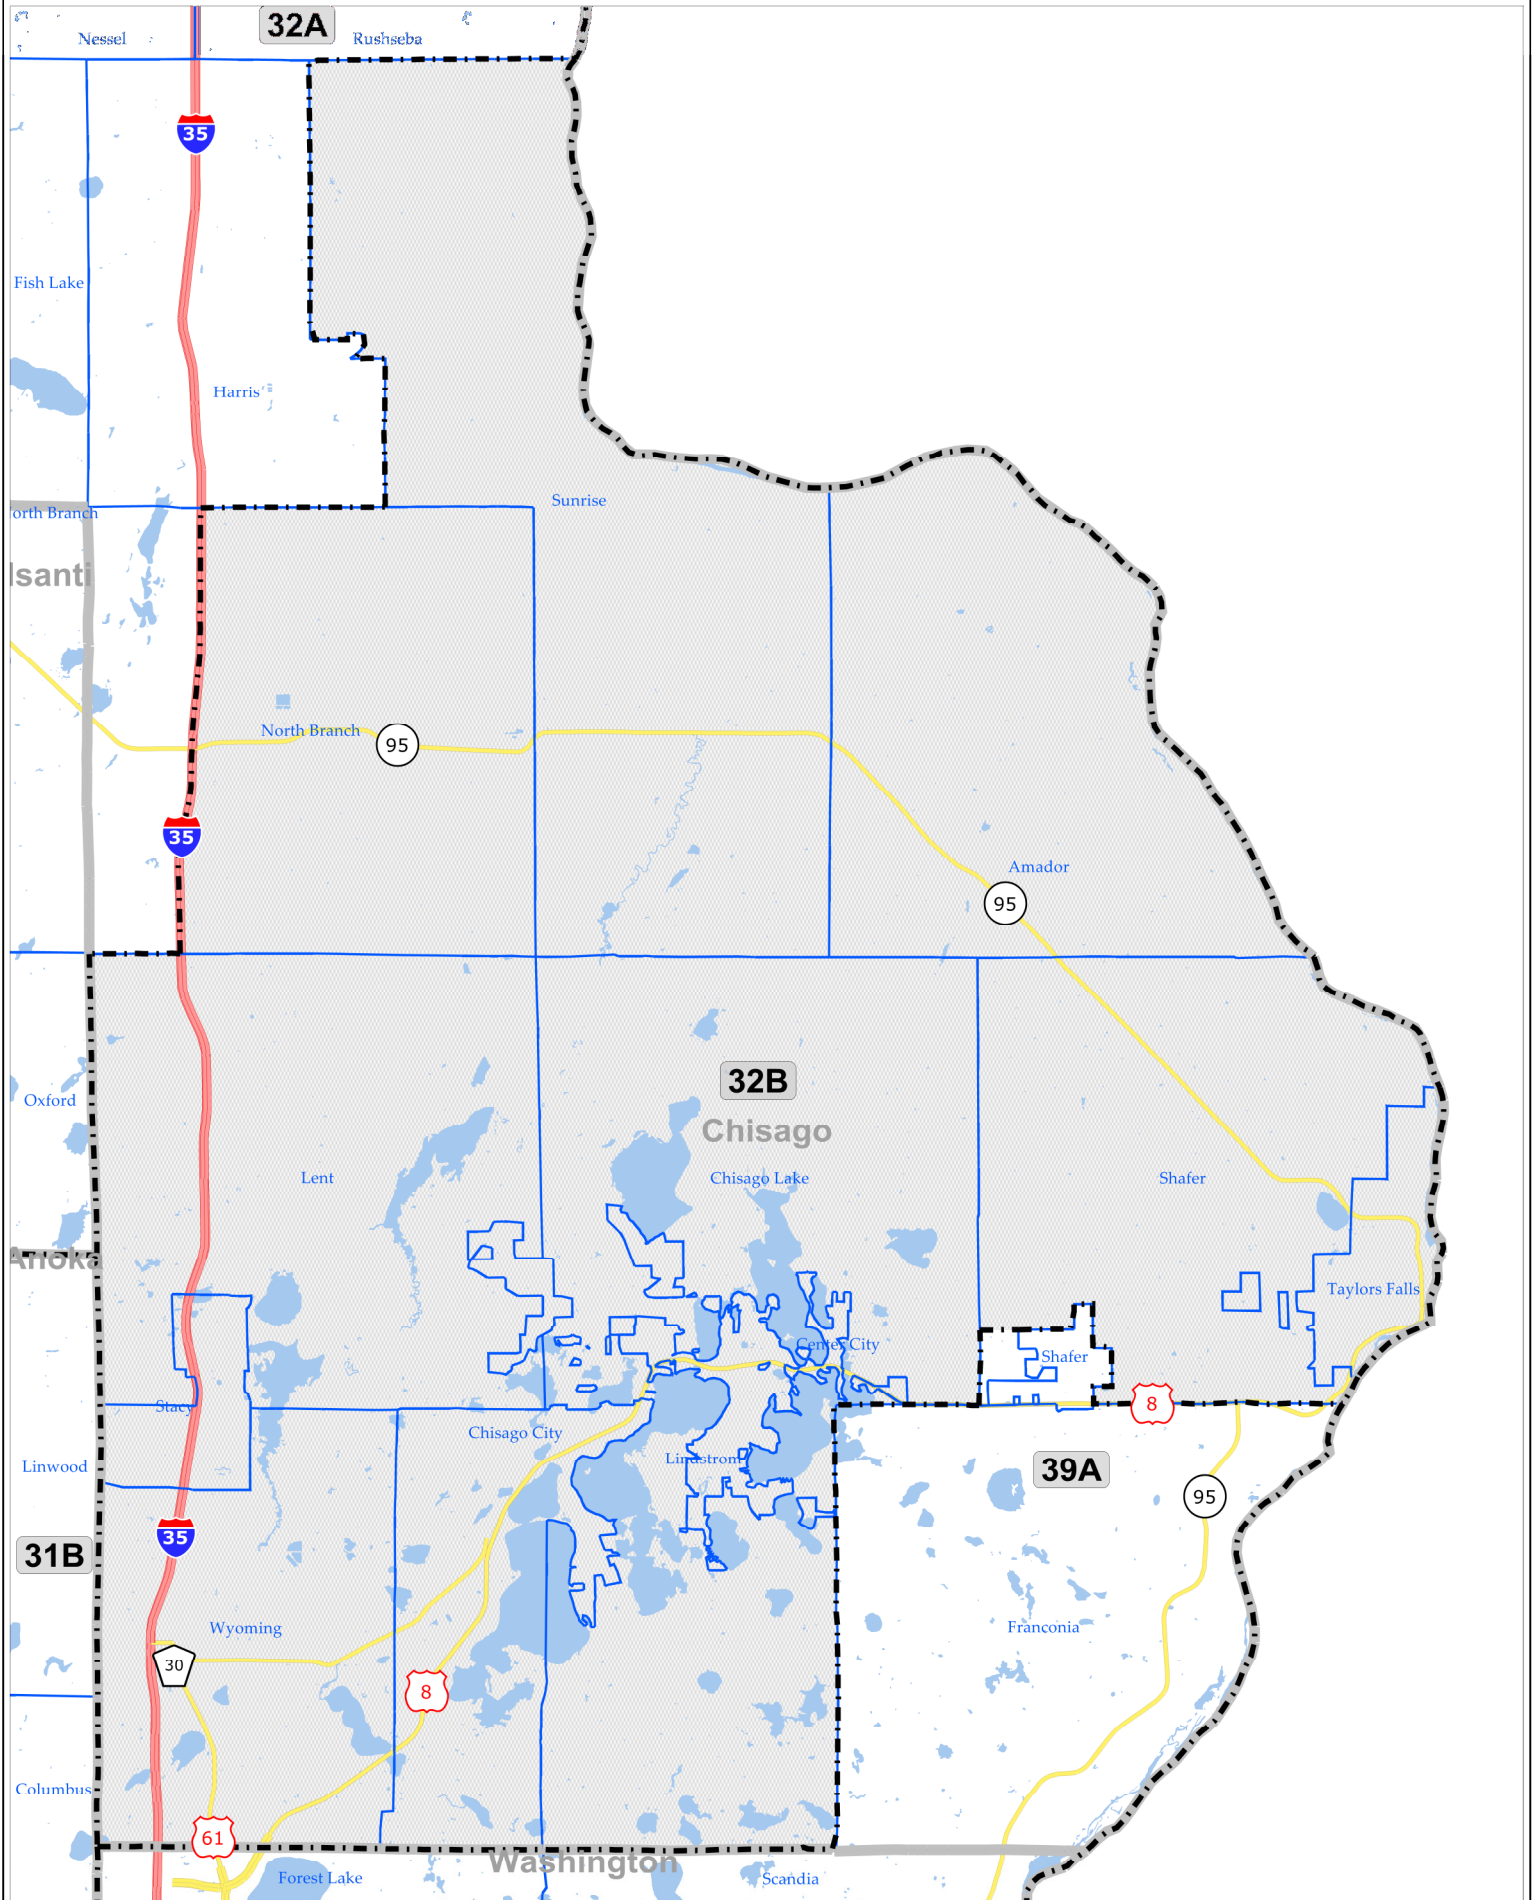 32A
Nessel
Rushseba
35
Fish Lake
Harris
Sunrise
orth Branch
Isanti
North Branch
95
35
Amador
95
32B
Oxford
Chisago
Lent
Chisago Lake
Shafer
Anoka
Taylors Falls
Center City
Shafer
Stacy
8
Chisago City
Lindstrom
Linwood
39A
95
35
31B
Wyoming
Franconia
30
8
Columbus
61
Washington
Forest Lake
Scandia